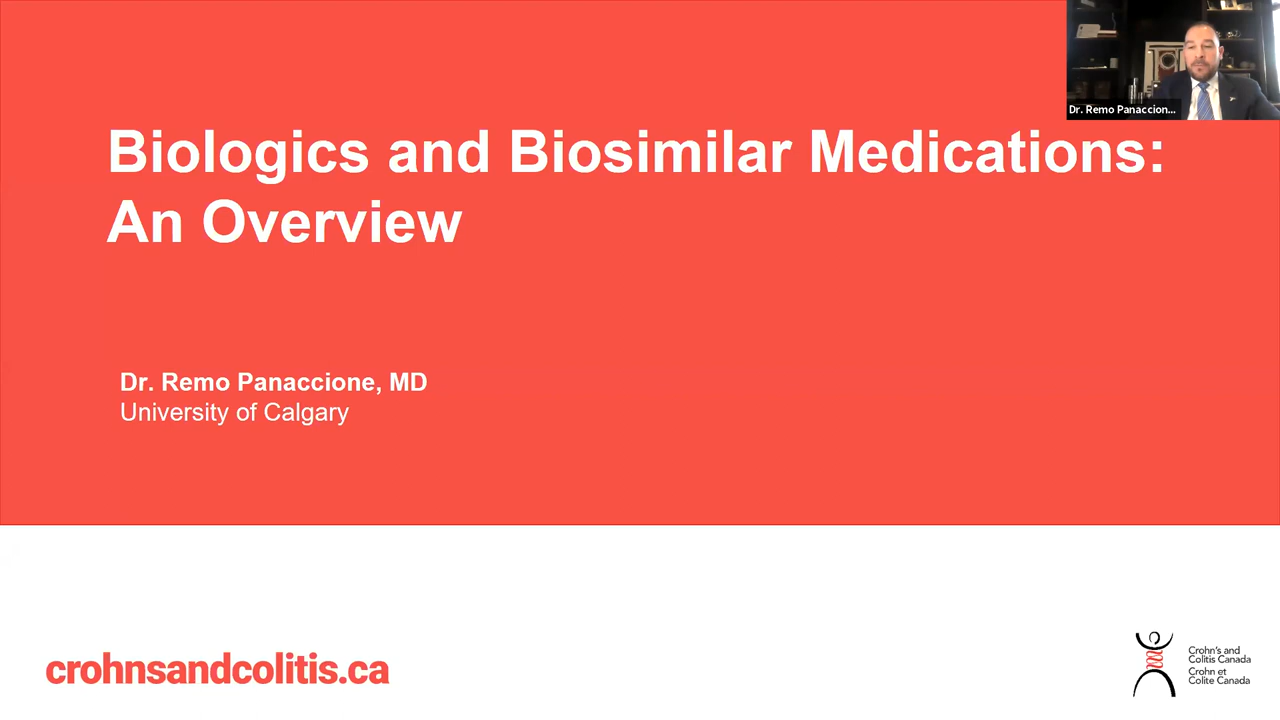 Dr. Remo Panaccion...
Biologics and Biosimilar Medications:
An Overview
Dr. Remo Panaccione, MD
University of Calgary
crohnsandcolitis.ca
Crohn's and
Colitis Canada
Crohn et
Colite Canada